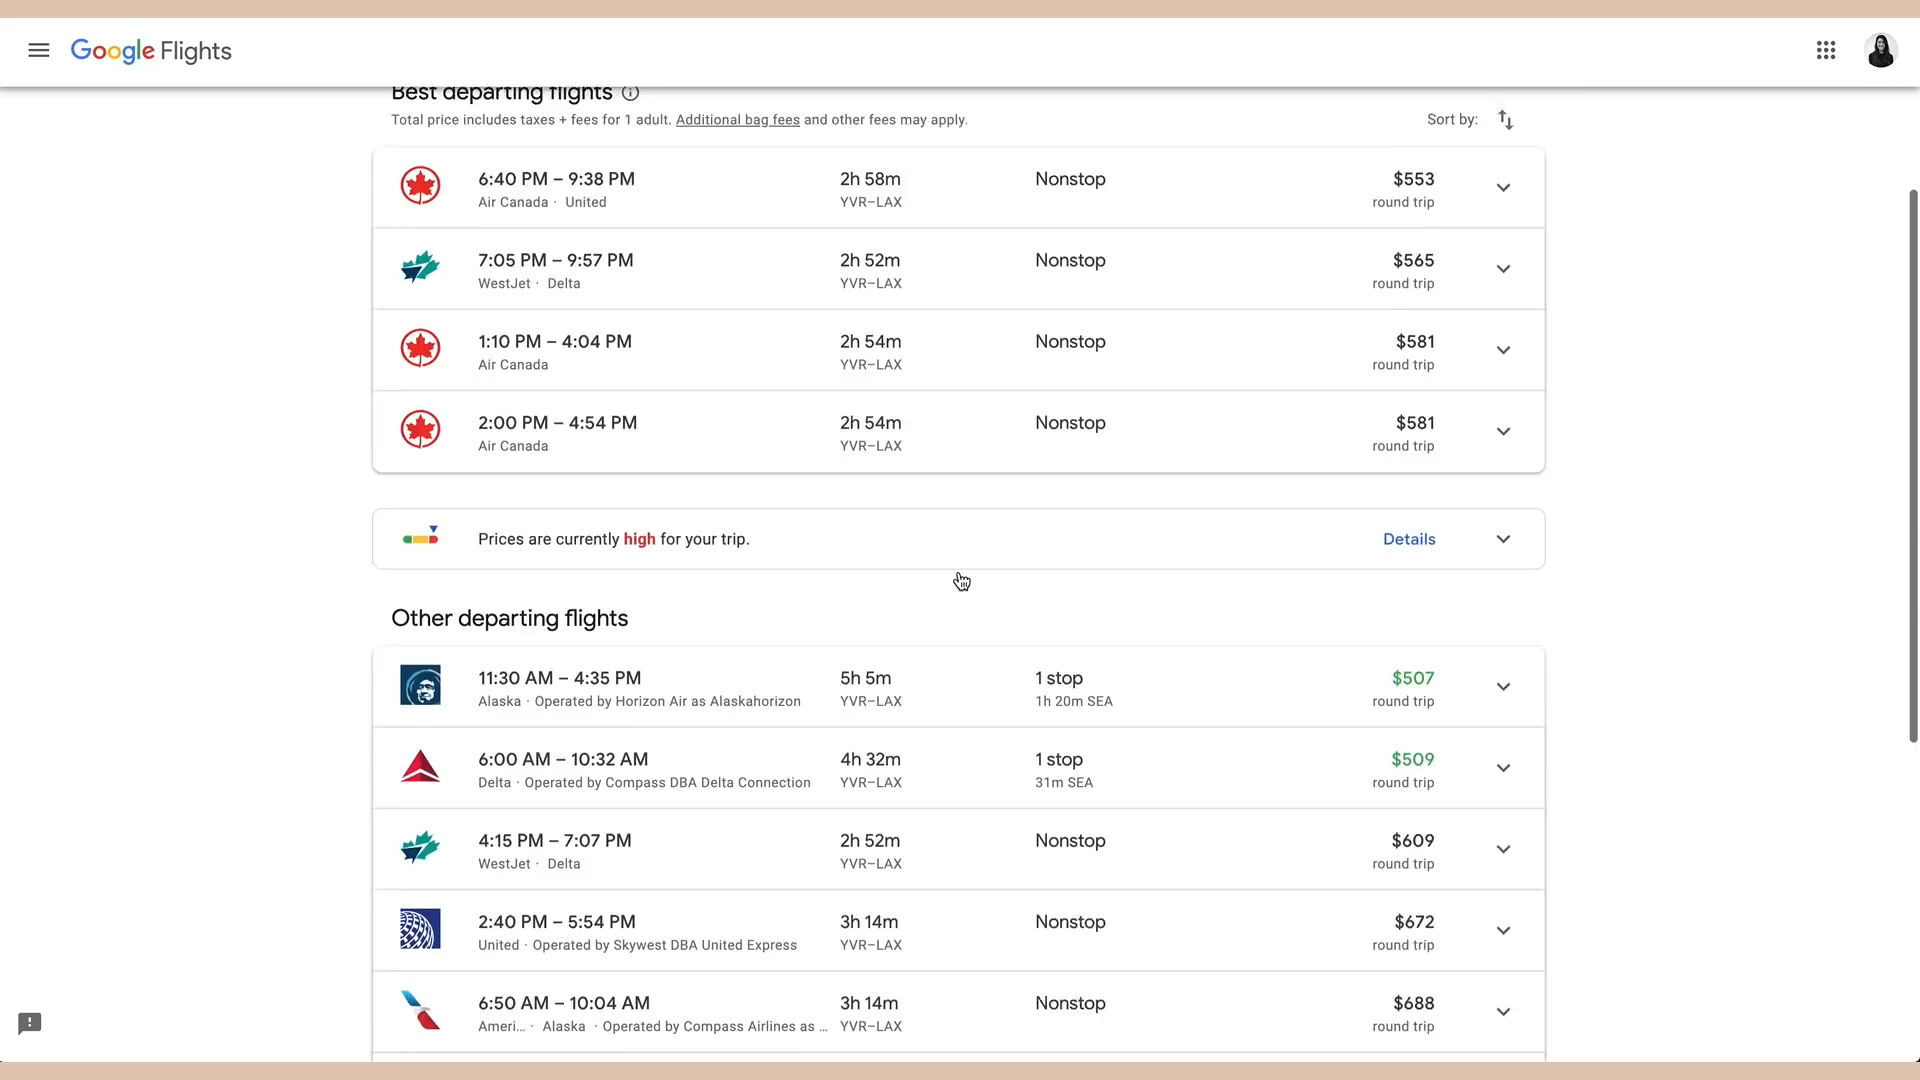 Google Flights
Best departing flights
Total price includes taxes + fees for 1 adult. Additional bag fees and other fees may apply.
Sort by:
6:40 PM – 9:38 PM
Air Canada · United
2h 58m
YVR–LAX
Nonstop
$553
round trip
7:05 PM – 9:57 PM
WestJet · Delta
2h 52m
YVR–LAX
Nonstop
$565
round trip
1:10 PM – 4:04 PM
Air Canada
2h 54m
YVR–LAX
Nonstop
$581
round trip
2:00 PM – 4:54 PM
Air Canada
2h 54m
YVR–LAX
Nonstop
$581
round trip
Prices are currently high for your trip.
Details
Other departing flights
11:30 AM – 4:35 PM
Alaska · Operated by Horizon Air as Alaskahorizon
5h 5m
YVR–LAX
1 stop
1h 20m SEA
$507
round trip
6:00 AM – 10:32 AM
Delta · Operated by Compass DBA Delta Connection
4h 32m
YVR–LAX
1 stop
31m SEA
$509
round trip
4:15 PM – 7:07 PM
WestJet · Delta
2h 52m
YVR–LAX
Nonstop
$609
round trip
2:40 PM – 5:54 PM
United · Operated by Skywest DBA United Express
3h 14m
YVR–LAX
Nonstop
$672
round trip
6:50 AM – 10:04 AM
Ameri... · Alaska · Operated by Compass Airlines as ...
3h 14m
YVR–LAX
Nonstop
$688
round trip